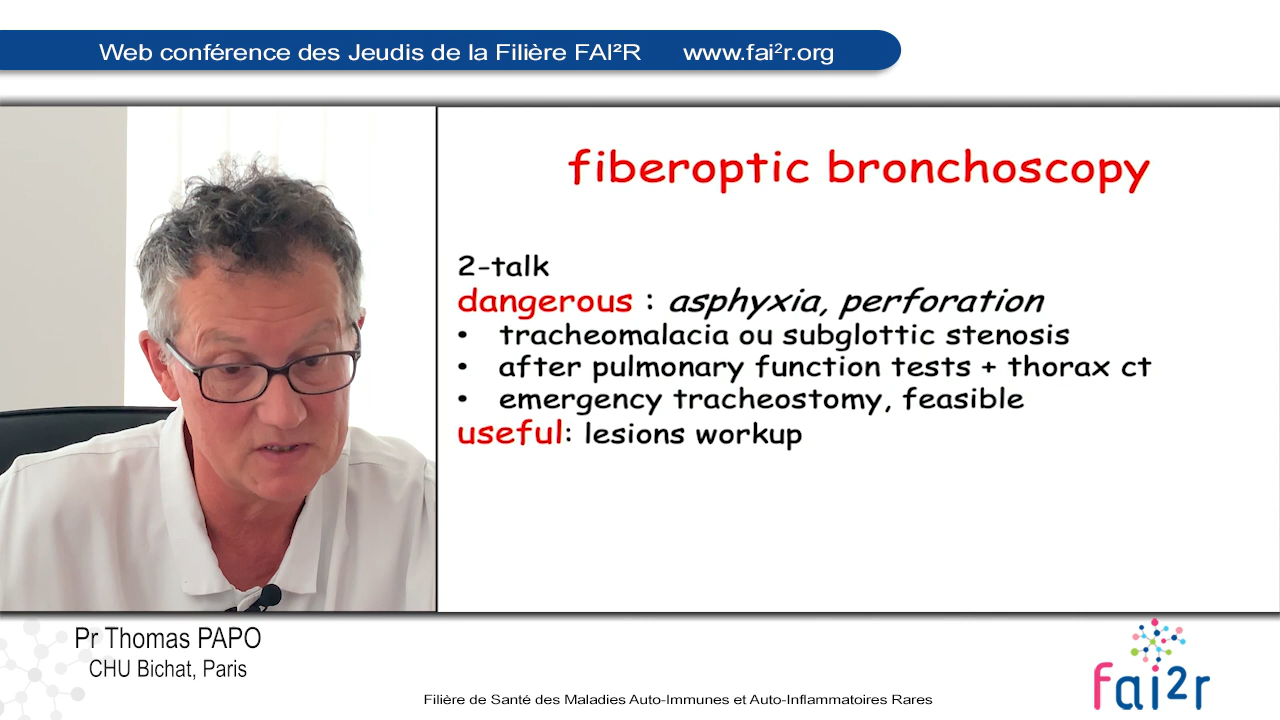 Web conférence des Jeudis de la Filière FAI²R www.fai²r.org
fiberoptic bronchoscopy
2-talk
dangerous : asphyxia, perforation
• tracheomalacia ou subglottic stenosis
• after pulmonary function tests + thorax ct
• emergency tracheostomy, feasible
useful: lesions workup
Pr Thomas PAPO
CHU Bichat, Paris
Filière de Santé des Maladies Auto-Immunes et Auto-Inflammatoires Rares
fai2r